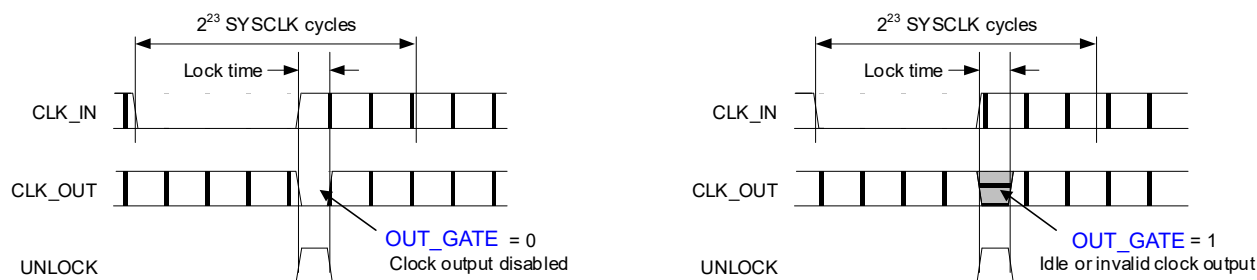 2²³ SYSCLK cycles
Lock time
CLK_IN
CLK_OUT
OUT_GATE = 0
Clock output disabled
UNLOCK
2²³ SYSCLK cycles
Lock time
CLK_IN
CLK_OUT
OUT_GATE = 1
Idle or invalid clock output
UNLOCK